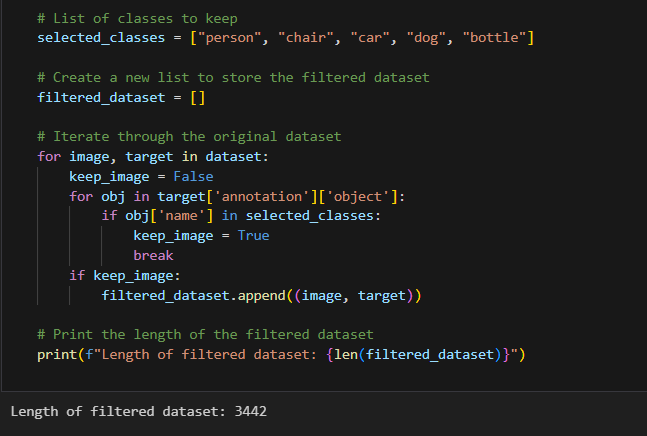 # List of classes to keep
selected_classes = ["person", "chair", "car", "dog", "bottle"]
# Create a new list to store the filtered dataset
filtered_dataset = []
# Iterate through the original dataset
for image, target in dataset:
    keep_image = False
    for obj in target['annotation']['object']:
        if obj['name'] in selected_classes:
            keep_image = True
            break
    if keep_image:
        filtered_dataset.append((image, target))
# Print the length of the filtered dataset
print(f"Length of filtered dataset: {len(filtered_dataset)}")
Length of filtered dataset: 3442